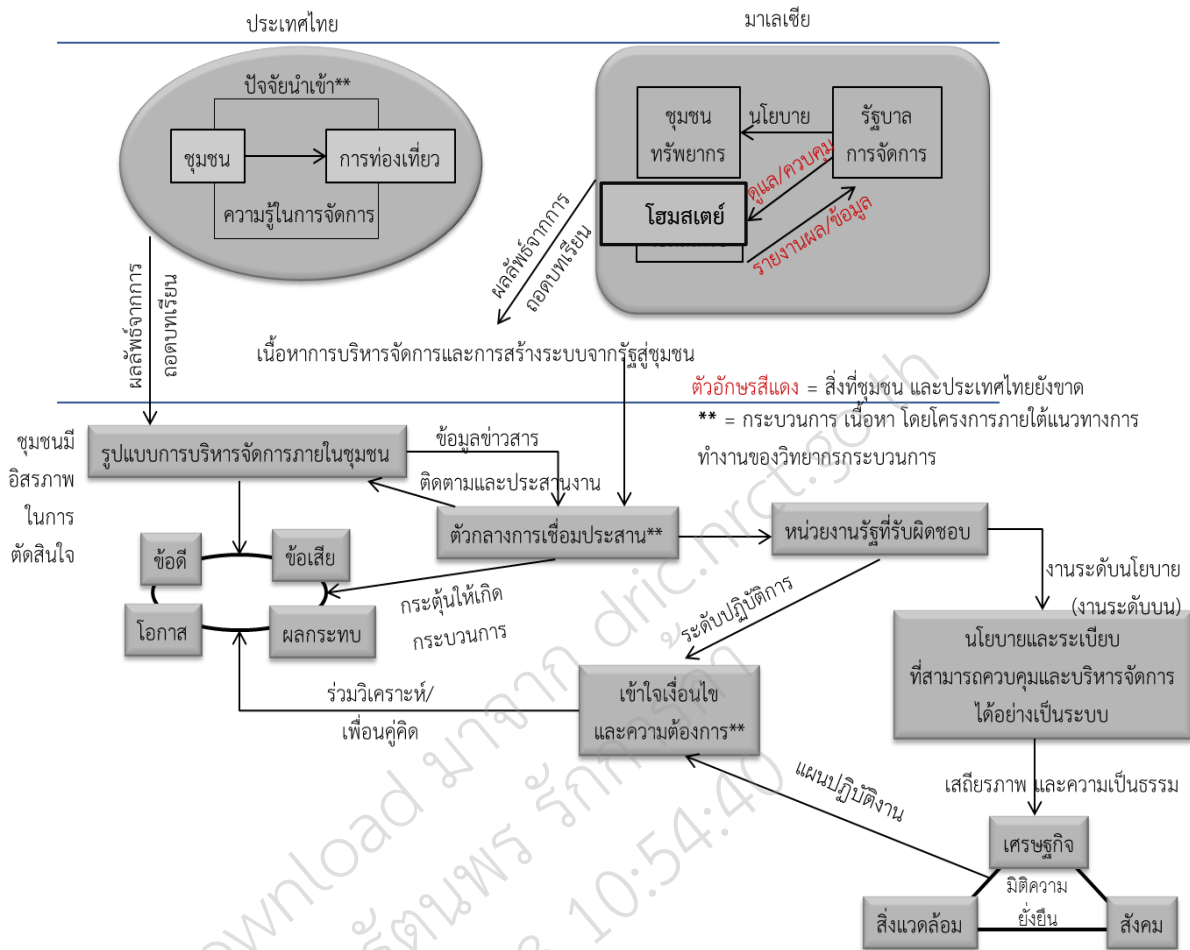 ประเทศไทย
มาเลเซีย
ปัจจัยนำเข้า**
ชุมชน
การท่องเที่ยว
ความรู้ในการจัดการ
ชุมชน
ทรัพยากร
นโยบาย
รัฐบาล
การจัดการ
ดูแล/ควบคุม
โฮมสเตย์
รายงานผล/ข้อมูล
ผลลัพธ์จากการ
ถอดบทเรียน
ผลลัพธ์จากการ
ถอดบทเรียน
เนื้อหาการบริหารจัดการและการสร้างระบบจากรัฐสู่ชุมชน
ตัวอักษรสีแดง = สิ่งที่ชุมชน และประเทศไทยยังขาด
** = กระบวนการ เนื้อหา โดยโครงการภายใต้แนวทางการ
ทำงานของวิทยากรกระบวนการ
ชุมชนมี
อิสรภาพ
ในการ
ตัดสินใจ
รูปแบบการบริหารจัดการภายในชุมชน
ข้อมูลข่าวสาร
ติดตามและประสานงาน
ตัวกลางการเชื่อมประสาน**
หน่วยงานรัฐที่รับผิดชอบ
ข้อดี
ข้อเสีย
โอกาส
ผลกระทบ
กระตุ้นให้เกิด
กระบวนการ
ระดับปฏิบัติการ
งานระดับนโยบาย
(งานระดับบน)
นโยบายและระเบียบ
ที่สามารถควบคุมและบริหารจัดการ
ได้อย่างเป็นระบบ
ร่วมวิเคราะห์/
เพื่อนคู่คิด
เข้าใจเงื่อนไข
และความต้องการ**
แผนปฏิบัติงาน
เสถียรภาพ และความเป็นธรรม
เศรษฐกิจ
มิติความ
ยั่งยืน
สิ่งแวดล้อม
สังคม
ownload มาจาก dric.nrct.go.th
รัตนพร รักการค้า
10:54:40